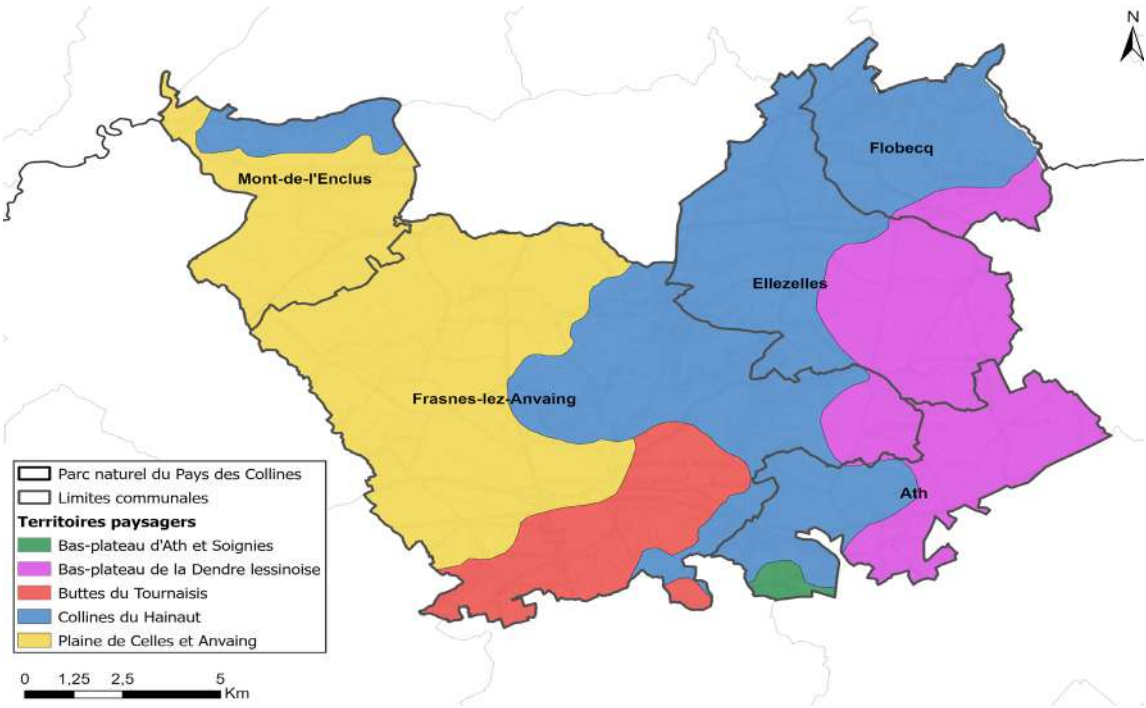 N
Flobecq
Mont-de-l'Enclus
Ellezelles
Frasnes-lez-Anvaing
Ath
Parc naturel du Pays des Collines
Limites communales
Territoires paysagers
Bas-plateau d'Ath et Soignies
Bas-plateau de la Dendre lessinoise
Buttes du Tournaisis
Collines du Hainaut
Plaine de Celles et Anvaing
0 1,25 2,5 5
Km